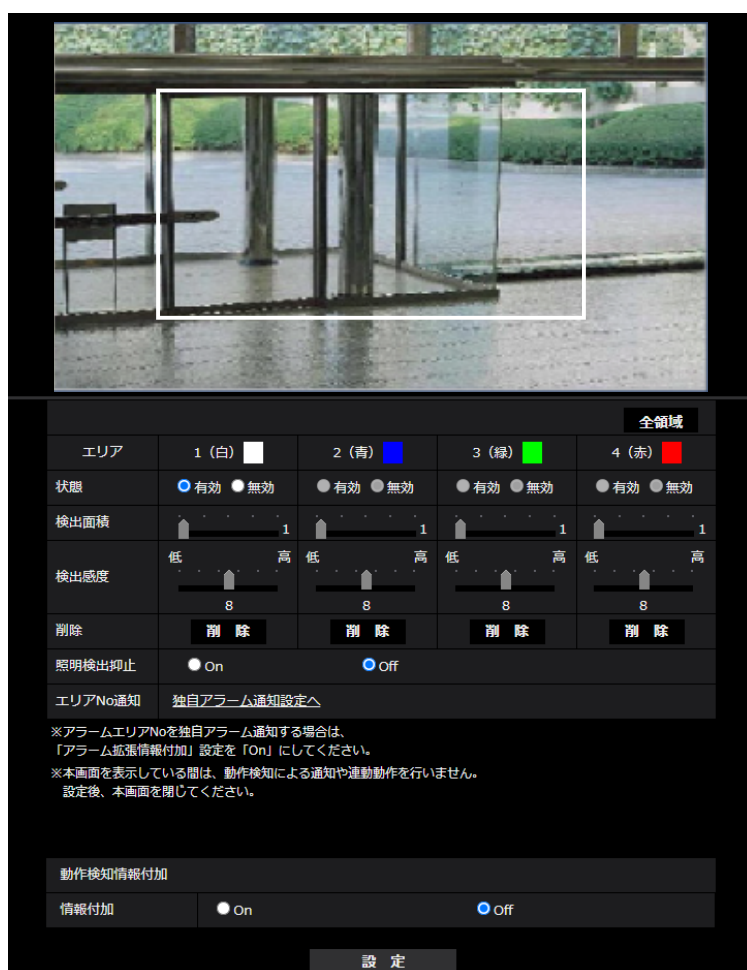 全領域
エリア 1（白） 2（青） 3（緑） 4（赤）
状態 有効 無効 有効 無効 有効 無効 有効 無効
検出面積 1 1 1 1
低 高 低 高 低 高 低 高
検出感度
8 8 8 8
削除 削 除 削 除 削 除 削 除
照明検出抑止 On Off
エリアNo通知 独自アラーム通知設定へ
※アラームエリアNoを独自アラーム通知する場合は、
「アラーム拡張情報付加」設定を「On」にしてください。
※本画面を表示している間は、動作検知による通知や連動動作を行いません。
設定後、本画面を閉じてください。
動作検知情報付加
情報付加 On Off
設 定